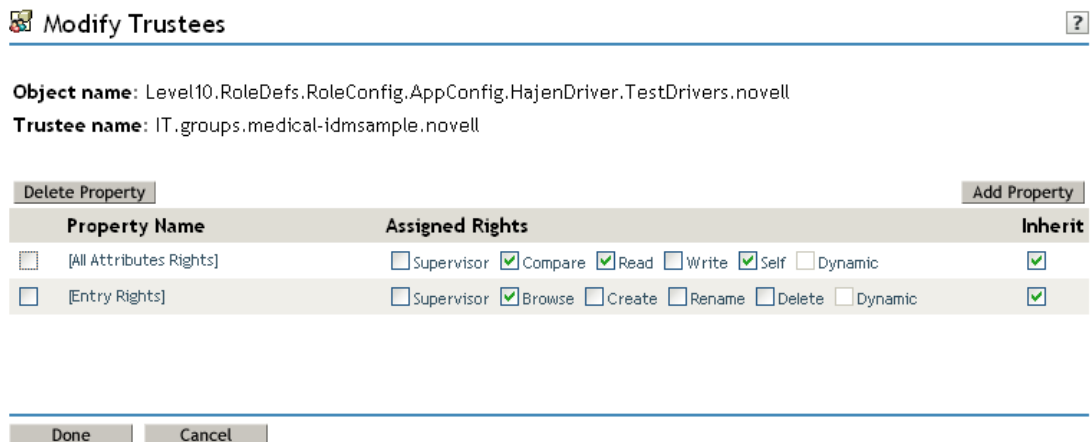 Modify Trustees ?
Object name: Level10.RoleDefs.RoleConfig.AppConfig.HajenDriver.TestDrivers.novell
Trustee name: IT.groups.medical-idmsample.novell
Delete Property Add Property
Property Name Assigned Rights Inherit
[All Attributes Rights] Supervisor Compare Read Write Self Dynamic
[Entry Rights] Supervisor Browse Create Rename Delete Dynamic
Done Cancel